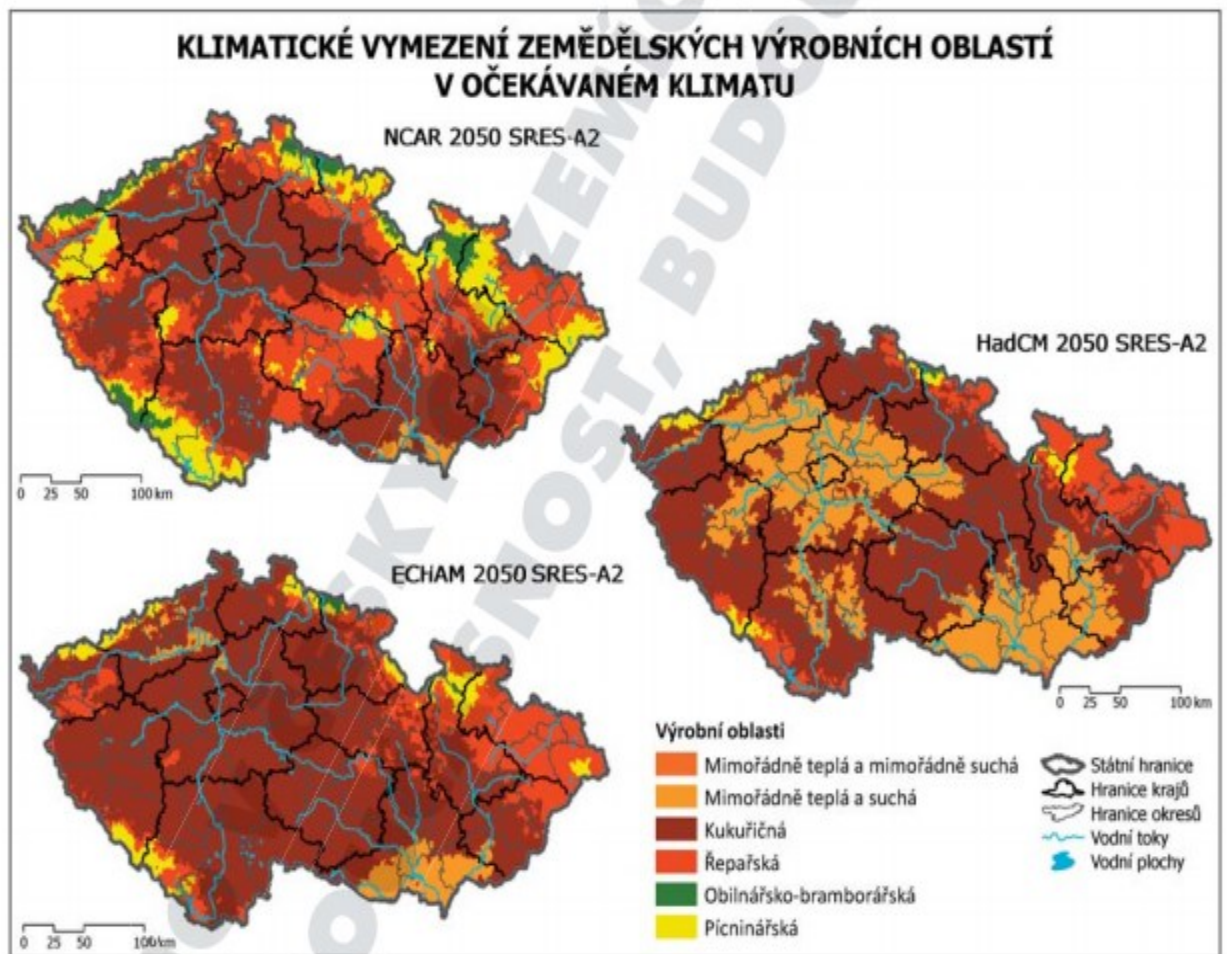 KLIMATICKÉ VYMEZENÍ ZEMĚDĚLSKÝCH VÝROBNÍCH OBLASTÍ
V OČEKÁVANÉM KLIMATU
NCAR 2050 SRES-A2
0 25 50 100 km
HadCM 2050 SRES-A2
0 25 50 100 km
ECHAM 2050 SRES-A2
0 25 50 100 km
Výrobní oblasti
Mimořádně teplá a mimořádně suchá
Mimořádně teplá a suchá
Kukuřičná
Řepařská
Obilnářsko-bramborářská
Pícninářská
Státní hranice
Hranice krajů
Hranice okresů
Vodní toky
Vodní plochy
SNOST, BUDOU